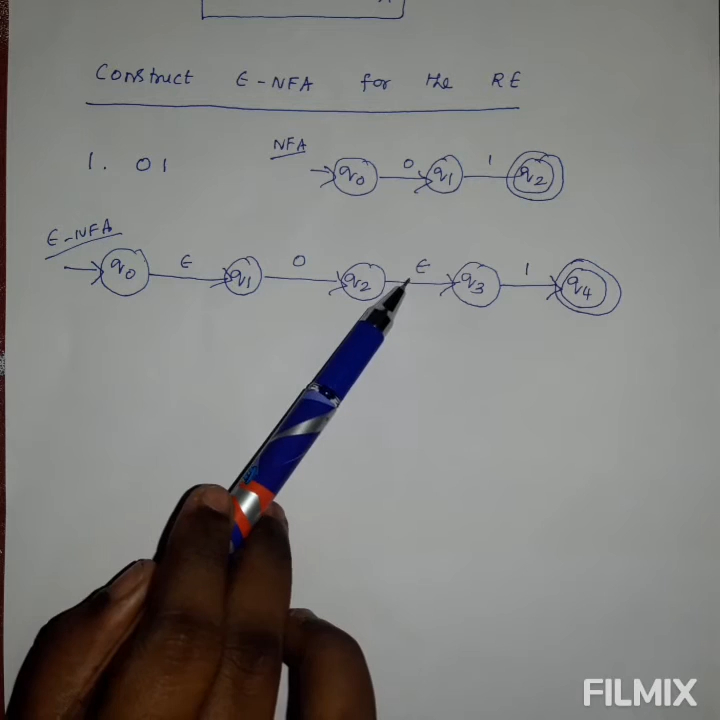 Construct ϵ-NFA for the RE
1. 01
NFA
q0 0 q1 1 q2
ϵ-NFA
q0 ϵ q1 0 q2 ϵ q3 1 q4
FILMIX